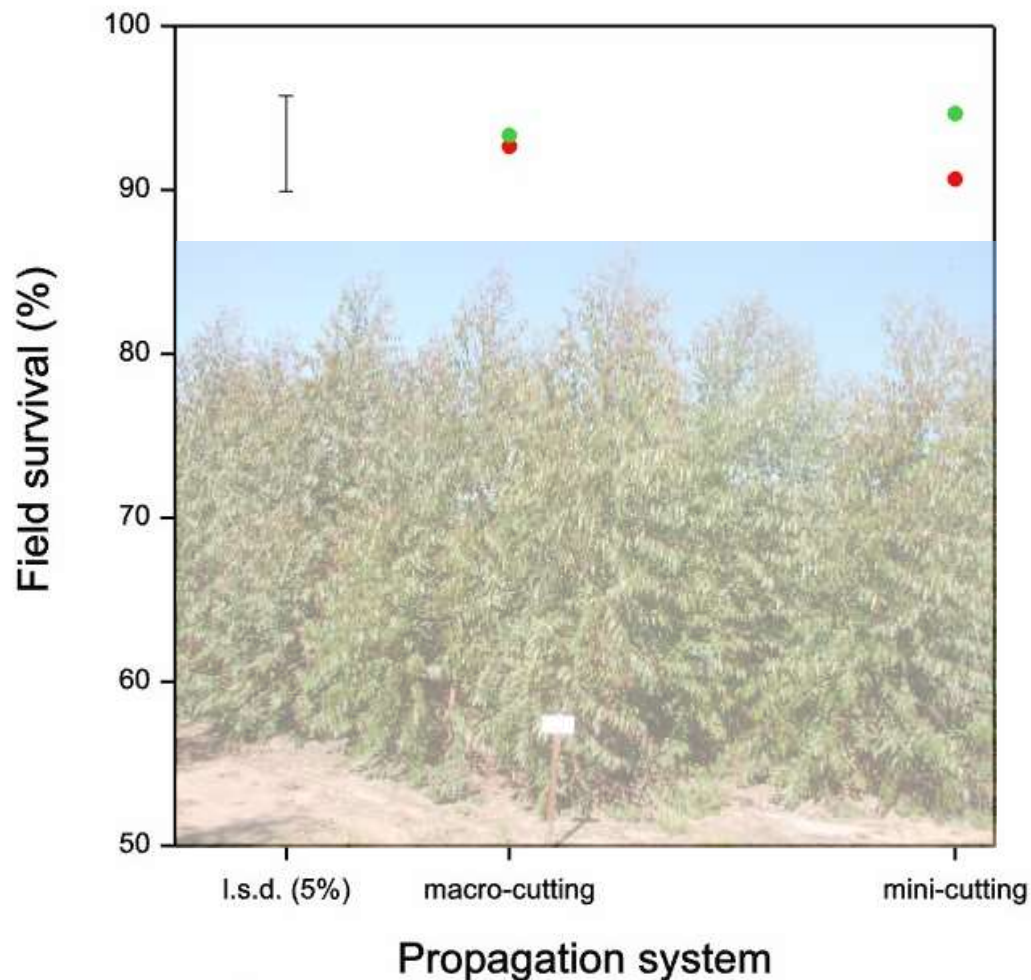 100
90
80
70
60
50
Field survival (%)
l.s.d. (5%)
macro-cutting
mini-cutting
Propagation system